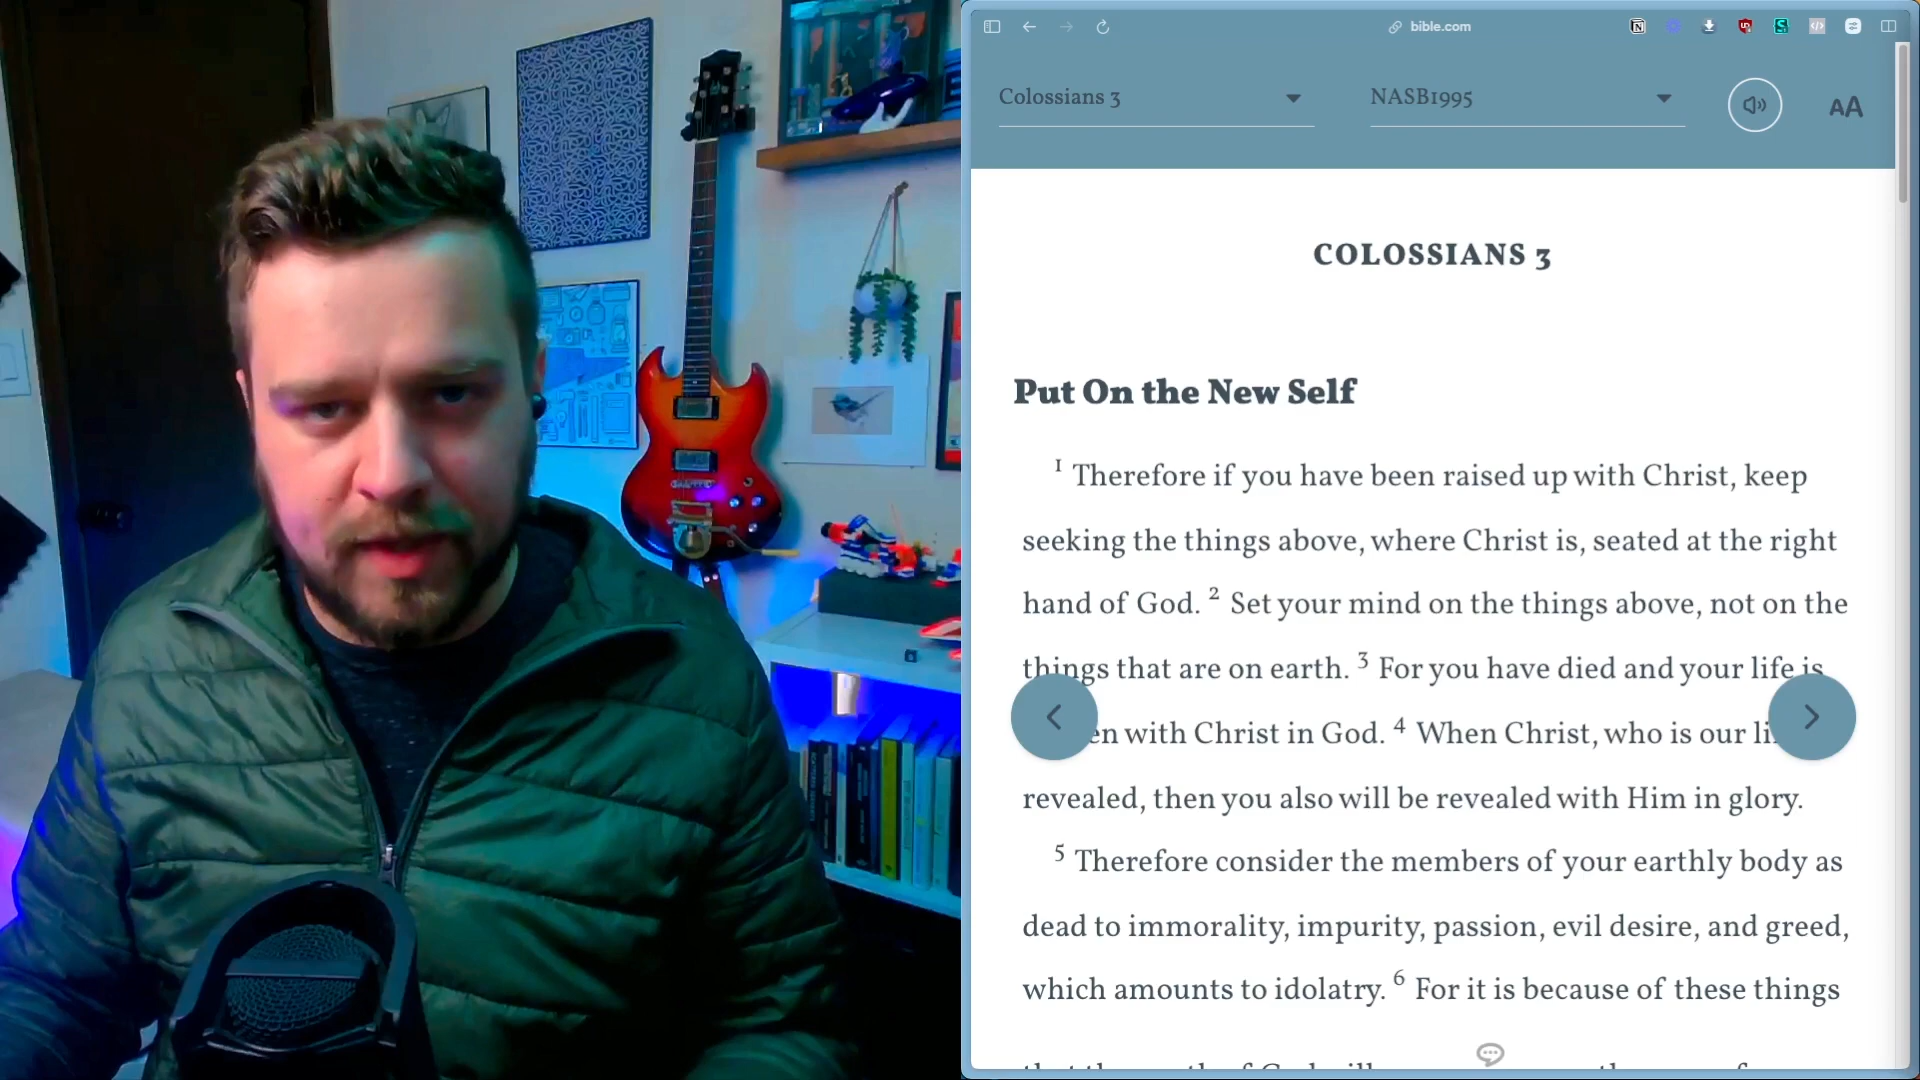 bible.com
Colossians 3
NASB1995
AA
COLOSSIANS 3
Put On the New Self
1 Therefore if you have been raised up with Christ, keep
seeking the things above, where Christ is, seated at the right
hand of God. 2 Set your mind on the things above, not on the
things that are on earth. 3 For you have died and your life is
with Christ in God. 4 When Christ, who is our
revealed, then you also will be revealed with Him in glory.
5 Therefore consider the members of your earthly body as
dead to immorality, impurity, passion, evil desire, and greed,
which amounts to idolatry. 6 For it is because of these things